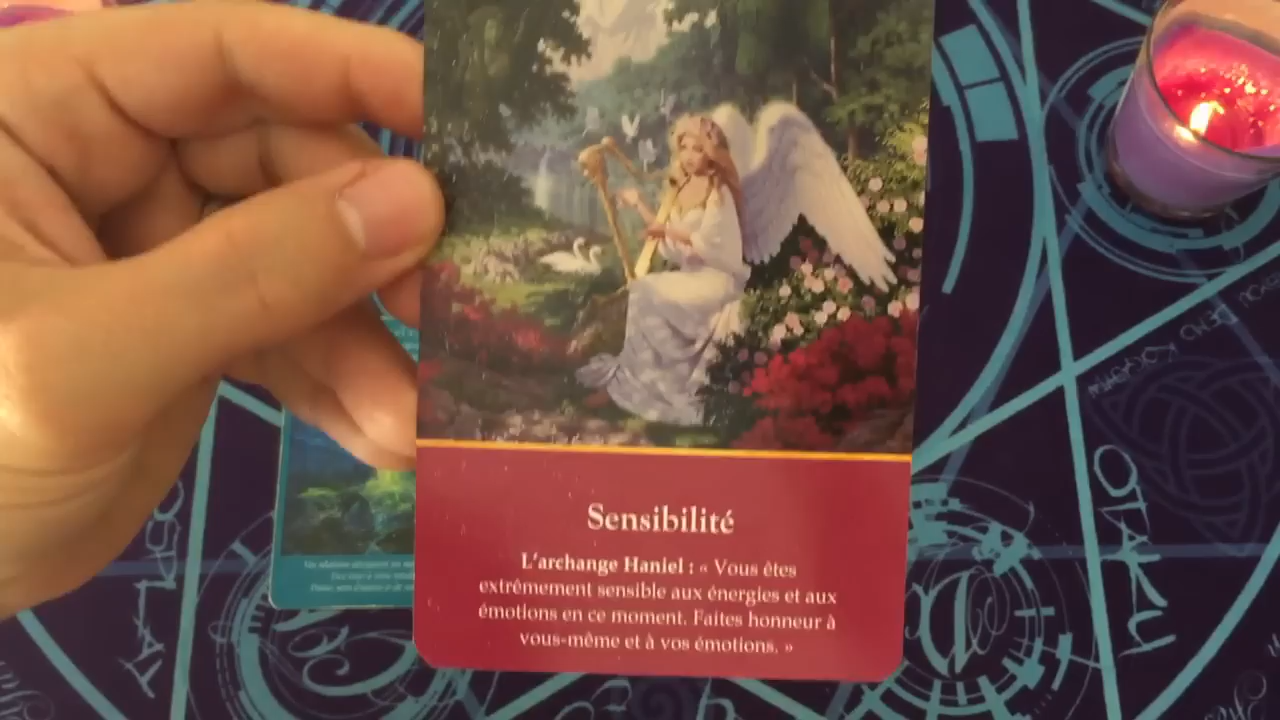 Sensibilité
L'archange Haniel : « Vous êtes
extrêmement sensible aux énergies et aux
émotions en ce moment. Faites honneur à
vous-même et à vos émotions. »